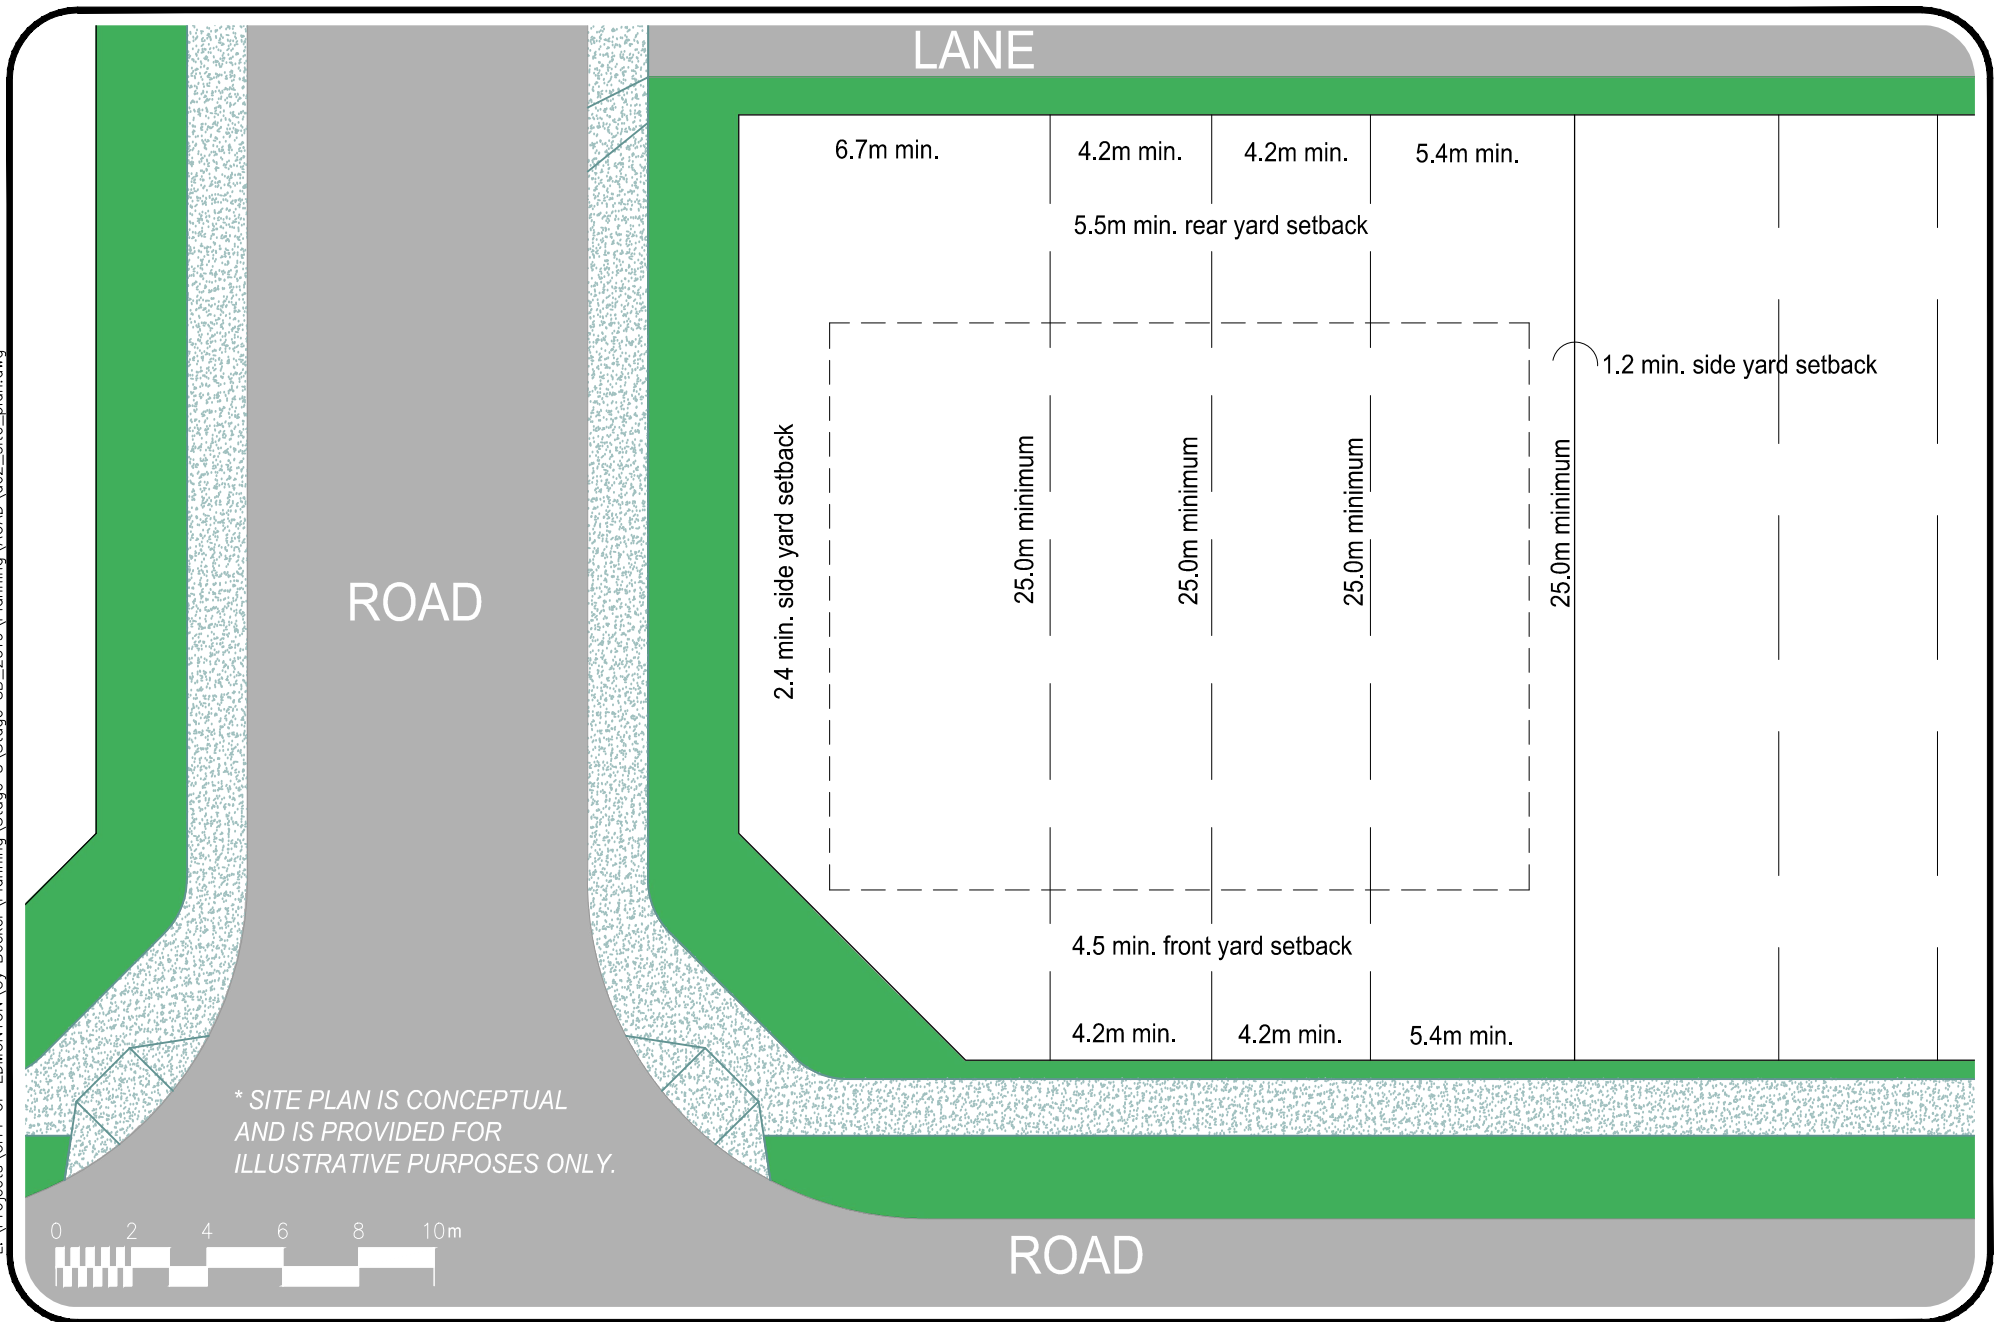 LANE
6.7m min.
4.2m min.
4.2m min.
5.4m min.
5.5m min. rear yard setback
1.2 min. side yard setback
2.4 min. side yard setback
25.0m minimum
25.0m minimum
25.0m minimum
25.0m minimum
ROAD
4.5 min. front yard setback
4.2m min.
4.2m min.
5.4m min.
* SITE PLAN IS CONCEPTUAL
AND IS PROVIDED FOR
ILLUSTRATIVE PURPOSES ONLY.
0 2 4 6 8 10m
ROAD